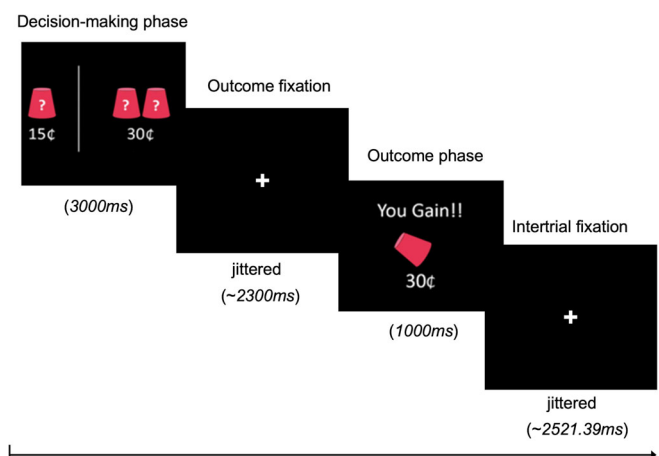 Decision-making phase
? ? ?
15¢ 30¢
(3000ms)
Outcome fixation
+
jittered
(~2300ms)
Outcome phase
You Gain!!
30¢
(1000ms)
Intertrial fixation
+
jittered
(~2521.39ms)